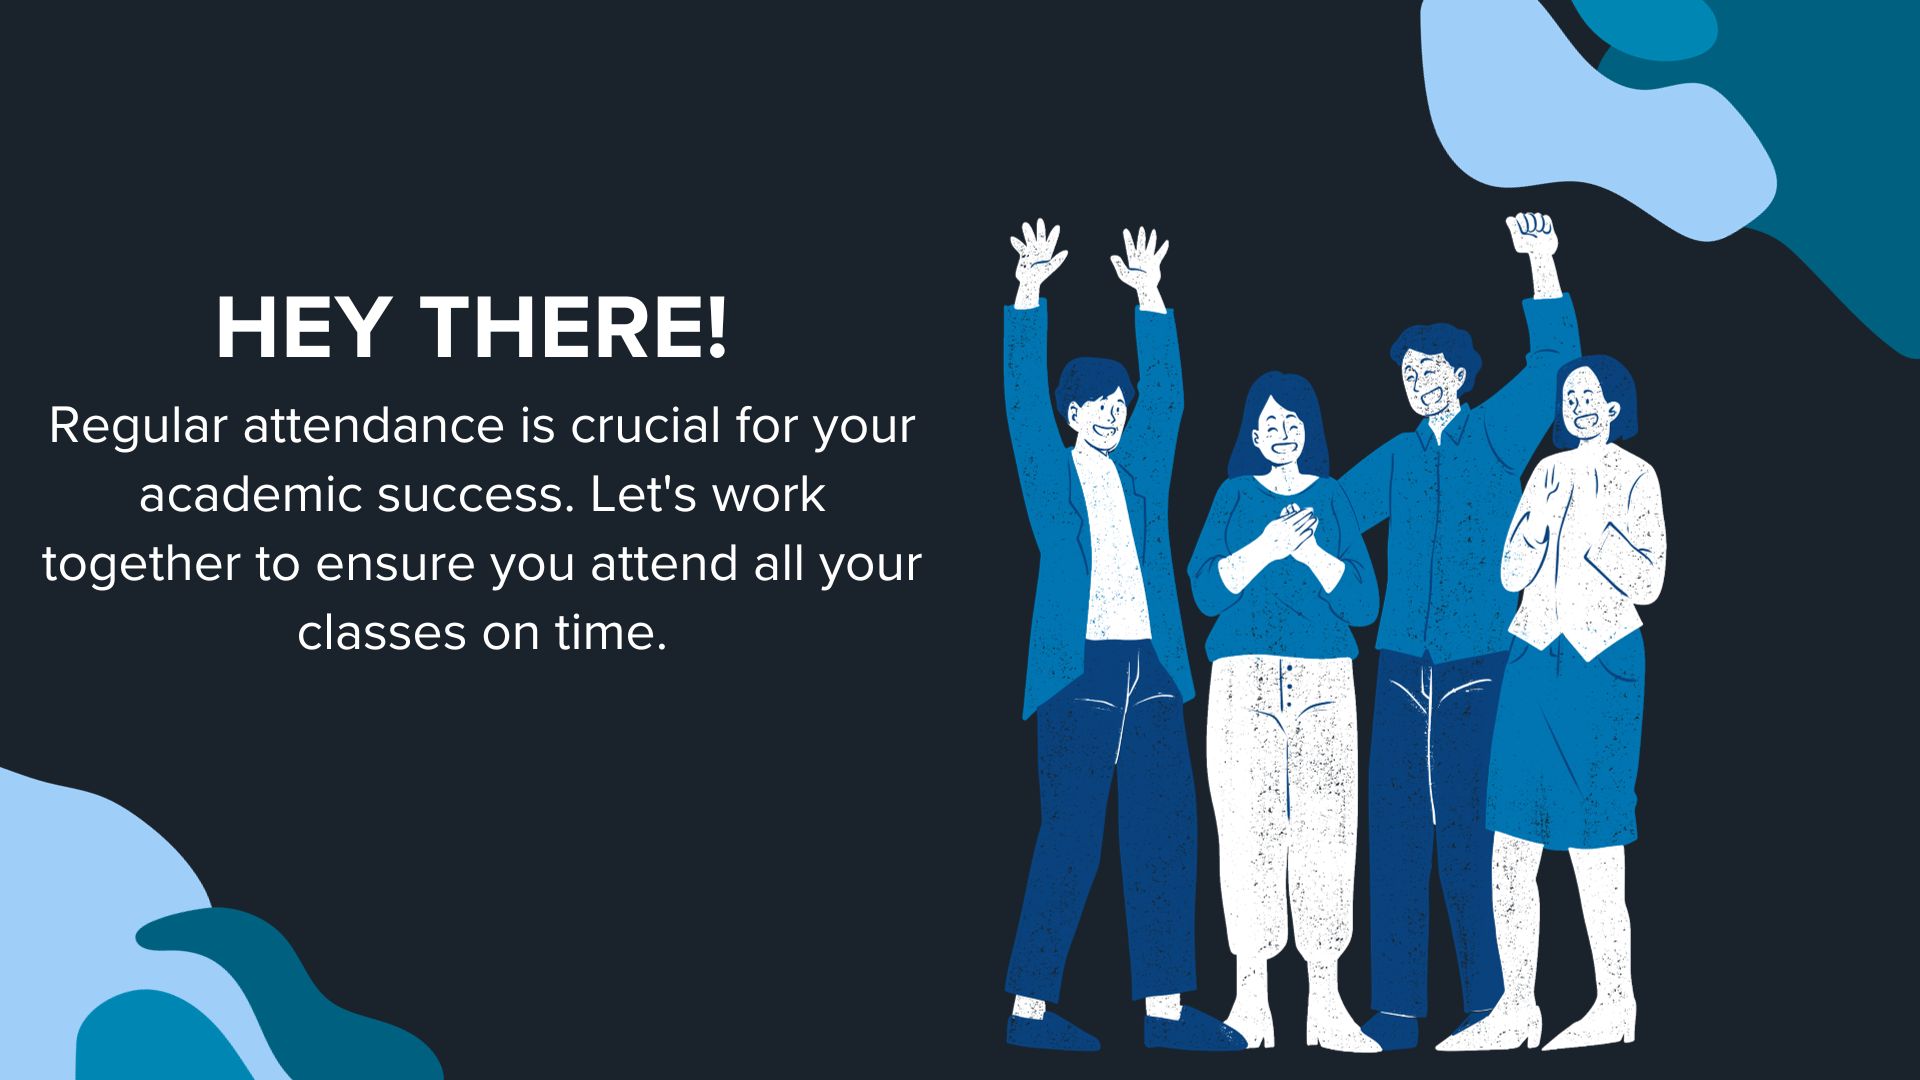 HEY THERE!
Regular attendance is crucial for your
academic success. Let's work
together to ensure you attend all your
classes on time.